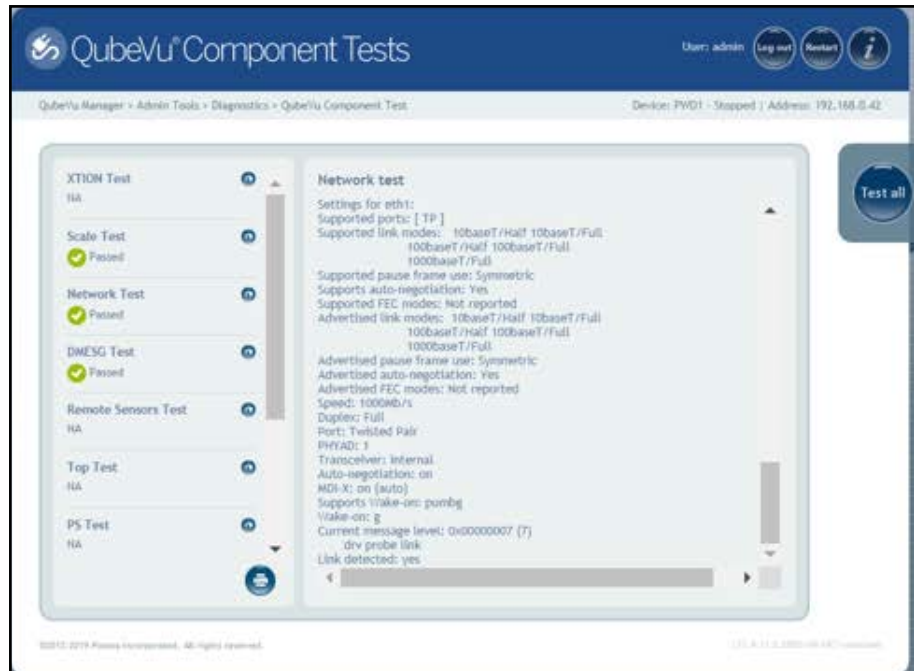 QubeVu® Component Tests
User: admin
Log out
Restart
i
QubeVu Manager > Admin Tools > Diagnostics > QubeVu Component Test
Device: PWD1 - Stopped | Address: 192.168.0.42
XTION Test
NA
Scale Test
Passed
Network Test
Passed
DMESG Test
Passed
Remote Sensors Test
NA
Top Test
NA
PS Test
NA
Network test
Settings for eth1:
Supported ports: [ TP ]
Supported link modes: 10baseT/Half 10baseT/Full
100baseT/Half 100baseT/Full
1000baseT/Full
Supported pause frame use: Symmetric
Supports auto-negotiation: Yes
Supported FEC modes: Not reported
Advertised link modes: 10baseT/Half 10baseT/Full
100baseT/Half 100baseT/Full
1000baseT/Full
Advertised pause frame use: Symmetric
Advertised auto-negotiation: Yes
Advertised FEC modes: Not reported
Speed: 1000Mb/s
Duplex: Full
Port: Twisted Pair
PHYAD: 1
Transceiver: internal
Auto-negotiation: on
MDI-X: on (auto)
Supports Wake-on: pumbg
Wake-on: g
Current message level: 0x00000007 (7)
drv probe link
Link detected: yes
Test all
©2012-2019 Postea Incorporated. All rights reserved.